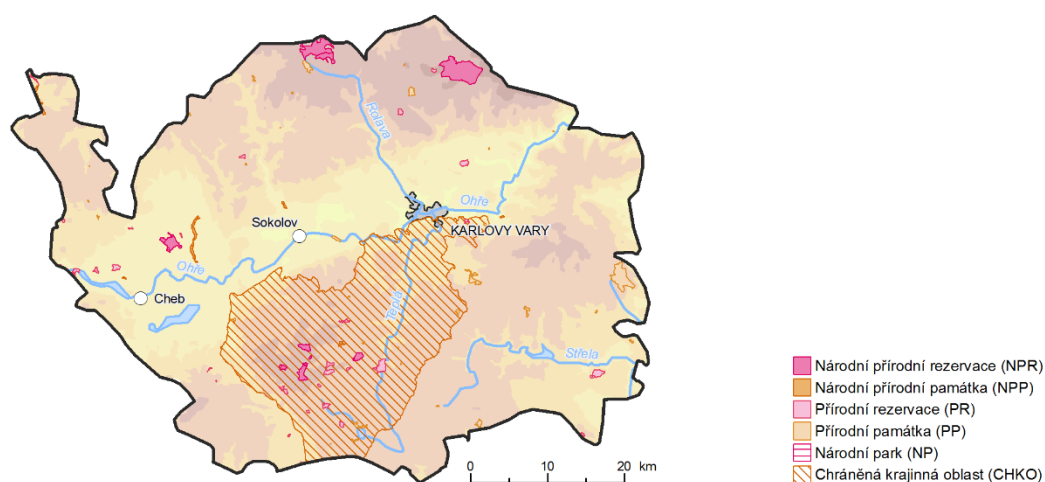 Rolava
Ohře
KARLOVY VARY
Sokolov
Ohře
Cheb
Teplá
Střela
0 10 20 km
Národní přírodní rezervace (NPR)
Národní přírodní památka (NPP)
Přírodní rezervace (PR)
Přírodní památka (PP)
Národní park (NP)
Chráněná krajinná oblast (CHKO)